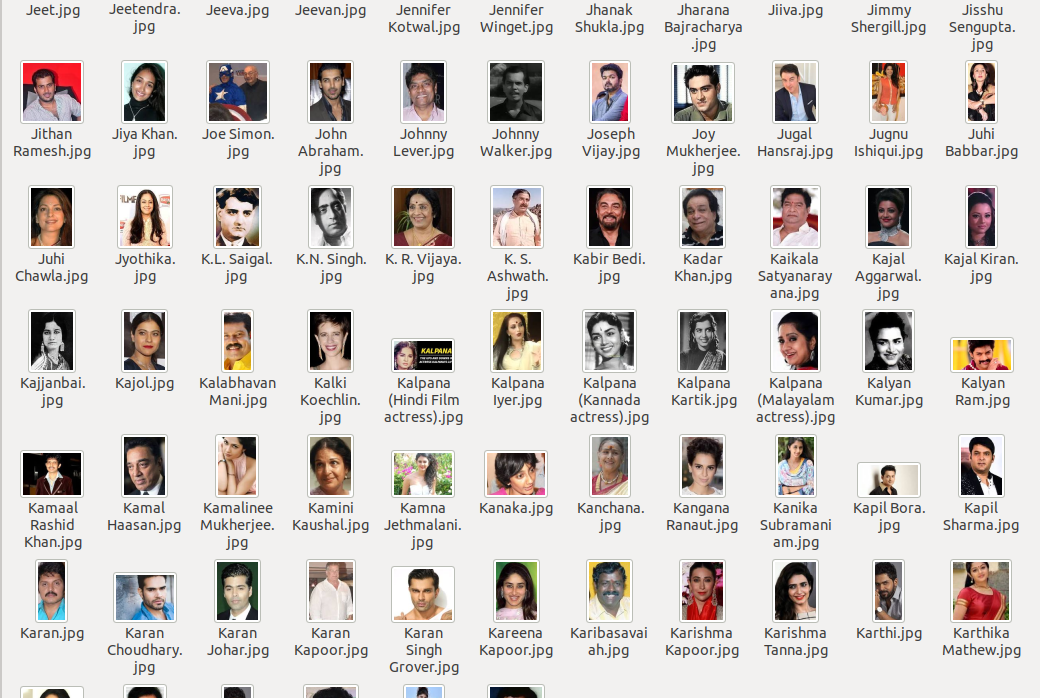 Jeet.jpg
Jeetendra.
jpg
Jeeva.jpg
Jeevan.jpg
Jennifer
Kotwal.jpg
Jennifer
Winget.jpg
Jhanak
Shukla.jpg
Jharana
Bajracharya
.jpg
Jiiva.jpg
Jimmy
Shergill.jpg
Jisshu
Sengupta.
jpg
Jithan
Ramesh.jpg
Jiya Khan.
jpg
Joe Simon.
jpg
John
Abraham.
jpg
Johnny
Lever.jpg
Johnny
Walker.jpg
Joseph
Vijay.jpg
Joy
Mukherjee.
jpg
Jugal
Hansraj.jpg
Jugnu
Ishiqui.jpg
Juhi
Babbar.jpg
Juhi
Chawla.jpg
Jyothika.
jpg
K.L. Saigal.
jpg
K.N. Singh.
jpg
K. R. Vijaya.
jpg
K. S.
Ashwath.
jpg
Kabir Bedi.
jpg
Kadar
Khan.jpg
Kaikala
Satyanaray
ana.jpg
Kajal
Aggarwal.
jpg
Kajal Kiran.
jpg
Kajjanbai.
jpg
Kajol.jpg
Kalabhavan
Mani.jpg
Kalki
Koechlin.
jpg
KALPANA
Kalpana
(Hindi Film
actress).jpg
Kalpana
Iyer.jpg
Kalpana
(Kannada
actress).jpg
Kalpana
Kartik.jpg
Kalpana
(Malayalam
actress).jpg
Kalyan
Kumar.jpg
Kalyan
Ram.jpg
Kamaal
Rashid
Khan.jpg
Kamal
Haasan.jpg
Kamalinee
Mukherjee.
jpg
Kamini
Kaushal.jpg
Kamna
Jethmalani.
jpg
Kanaka.jpg
Kanchana.
jpg
Kangana
Ranaut.jpg
Kanika
Subramani
am.jpg
Kapil Bora.
jpg
Kapil
Sharma.jpg
Karan.jpg
Karan
Choudhary.
jpg
Karan
Johar.jpg
Karan
Kapoor.jpg
Karan
Singh
Grover.jpg
Kareena
Kapoor.jpg
Karibasavai
ah.jpg
Karishma
Kapoor.jpg
Karishma
Tanna.jpg
Karthi.jpg
Karthika
Mathew.jpg